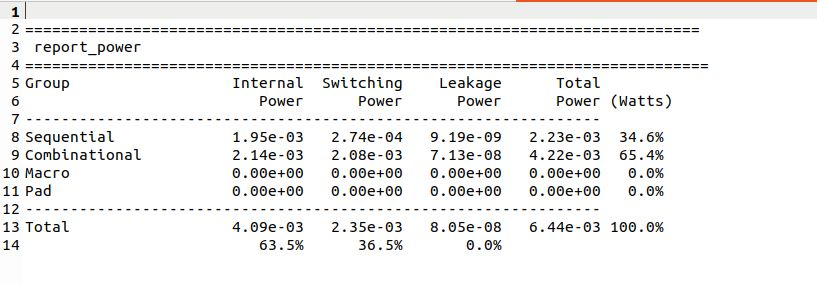 1
2 ===========================================================================
3  report_power
4 ============================================================================
5 Group                  Internal  Switching    Leakage      Total
6                           Power      Power      Power      Power (Watts)
7 ----------------------------------------------------------------
8 Sequential             1.95e-03   2.74e-04   9.19e-09   2.23e-03  34.6%
9 Combinational          2.14e-03   2.08e-03   7.13e-08   4.22e-03  65.4%
10 Macro                  0.00e+00   0.00e+00   0.00e+00   0.00e+00   0.0%
11 Pad                    0.00e+00   0.00e+00   0.00e+00   0.00e+00   0.0%
12 ----------------------------------------------------------------
13 Total                  4.09e-03   2.35e-03   8.05e-08   6.44e-03 100.0%
14                           63.5%      36.5%       0.0%